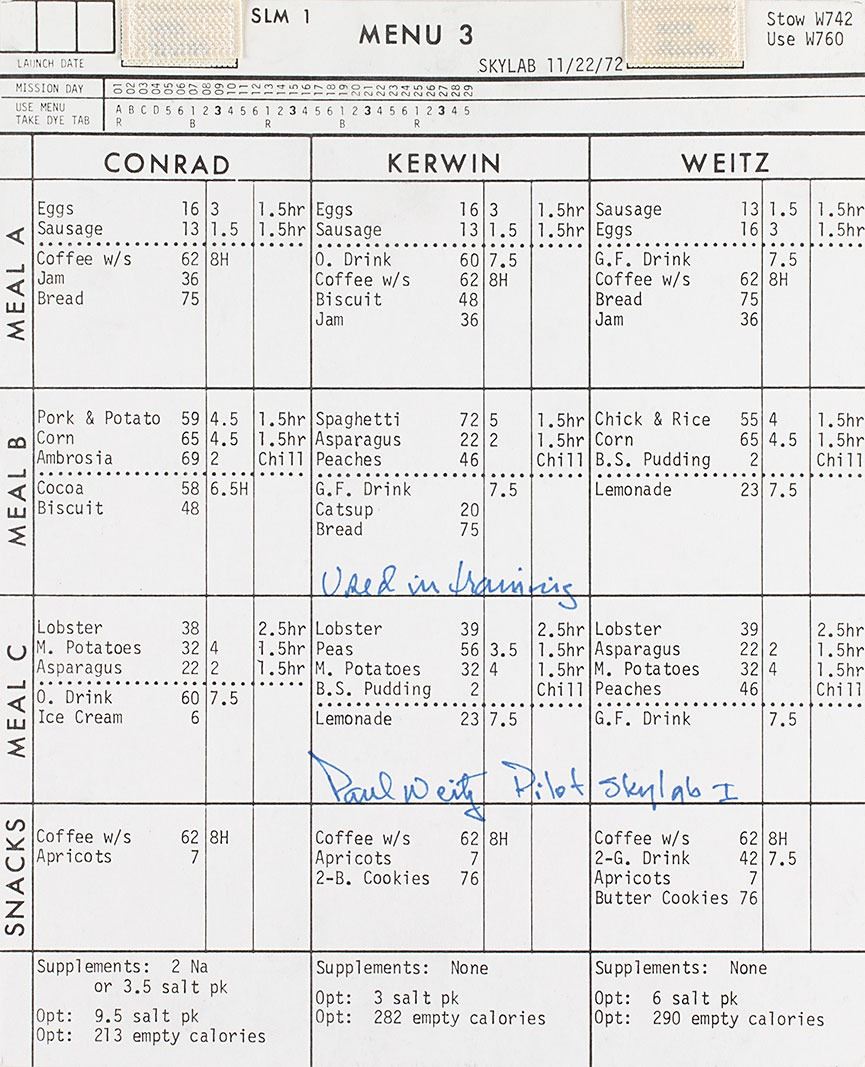 SLM 1
MENU 3
Stow W742
Use W760
LAUNCH DATE
SKYLAB 11/22/72
MISSION DAY 01 02 03 04 05 06 07 08 09 10 11 12 13 14 15 16 17 18 19 20 21 22 23 24 25 26 27 28 29
USE MENU A B C D 5 6 1 2 3 4 5 6 1 2 3 4 5 6 1 2 3 4 5 6 1 2 3 4 5
TAKE DYE TAB R B R B R
CONRAD KERWIN WEITZ
MEAL A
Eggs 16 3 1.5hr Eggs 16 3 1.5hr Sausage 13 1.5 1.5hr
Sausage 13 1.5 1.5hr Sausage 13 1.5 1.5hr Eggs 16 3 1.5hr
Coffee w/s 62 8H O. Drink 60 7.5 G.F. Drink 7.5
Jam 36 Coffee w/s 62 8H Coffee w/s 62 8H
Bread 75 Biscuit 48 Bread 75
Jam 36 Jam 36
MEAL B
Pork & Potato 59 4.5 1.5hr Spaghetti 72 5 1.5hr Chick & Rice 55 4 1.5hr
Corn 65 4.5 1.5hr Asparagus 22 2 1.5hr Corn 65 4.5 1.5hr
Ambrosia 69 2 Chill Peaches 46 Chill B.S. Pudding 2 Chill
Cocoa 58 6.5H G.F. Drink 7.5 Lemonade 23 7.5
Biscuit 48 Catsup 20
Bread 75
Used in training
MEAL C
Lobster 38 2.5hr Lobster 39 2.5hr Lobster 39 2.5hr
M. Potatoes 32 4 1.5hr Peas 56 3.5 1.5hr Asparagus 22 2 1.5hr
Asparagus 22 2 1.5hr M. Potatoes 32 4 1.5hr M. Potatoes 32 4 1.5hr
O. Drink 60 7.5 B.S. Pudding 2 Chill Peaches 46 Chill
Ice Cream 6 Lemonade 23 7.5 G.F. Drink 7.5
Paul Weitz Pilot Skylab I
SNACKS
Coffee w/s 62 8H Coffee w/s 62 8H Coffee w/s 62 8H
Apricots 7 Apricots 7 2-G. Drink 42 7.5
2-B. Cookies 76 Apricots 7
Butter Cookies 76
Supplements: 2 Na Supplements: None Supplements: None
or 3.5 salt pk
Opt: 9.5 salt pk Opt: 3 salt pk Opt: 6 salt pk
Opt: 213 empty calories Opt: 282 empty calories Opt: 290 empty calories